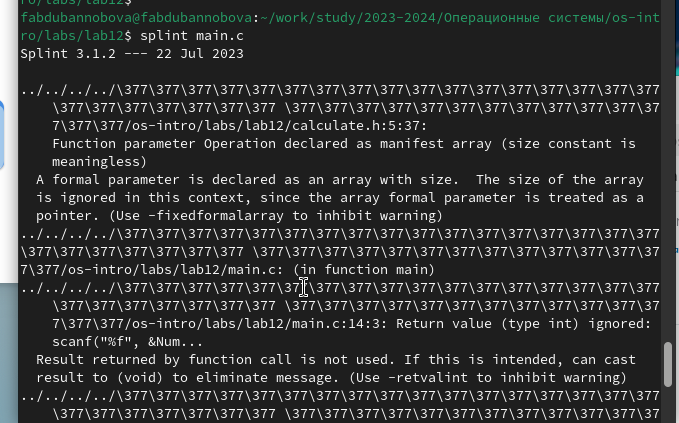 ro/labs/lab12$
fabdubannobova@fabdubannobova:~/work/study/2023-2024/Операционные системы/os-int
ro/labs/lab12$ splint main.c
Splint 3.1.2 --- 22 Jul 2023
../../../../\377\377\377\377\377\377\377\377\377\377\377\377\377\377\377\377\377
\377\377\377\377\377\377\377 \377\377\377\377\377\377\377\377\377\377\377\37
7\377\377/os-intro/labs/lab12/calculate.h:5:37:
Function parameter Operation declared as manifest array (size constant is
meaningless)
A formal parameter is declared as an array with size.  The size of the array
is ignored in this context, since the array formal parameter is treated as a
pointer. (Use -fixedformalarray to inhibit warning)
../../../../\377\377\377\377\377\377\377\377\377\377\377\377\377\377\377\377\377
\377\377\377\377\377\377\377 \377\377\377\377\377\377\377\377\377\377\377\377\37
7\377/os-intro/labs/lab12/main.c: (in function main)
../../../../\377\377\377\377\377\377\377\377\377\377\377\377\377\377\377\377\377
\377\377\377\377\377\377\377 \377\377\377\377\377\377\377\377\377\377\377\37
7\377\377/os-intro/labs/lab12/main.c:14:3: Return value (type int) ignored:
scanf("%f", &Num...
Result returned by function call is not used. If this is intended, can cast
result to (void) to eliminate message. (Use -retvalint to inhibit warning)
../../../../\377\377\377\377\377\377\377\377\377\377\377\377\377\377\377\377\377
\377\377\377\377\377\377\377 \377\377\377\377\377\377\377\377\377\377\377\37